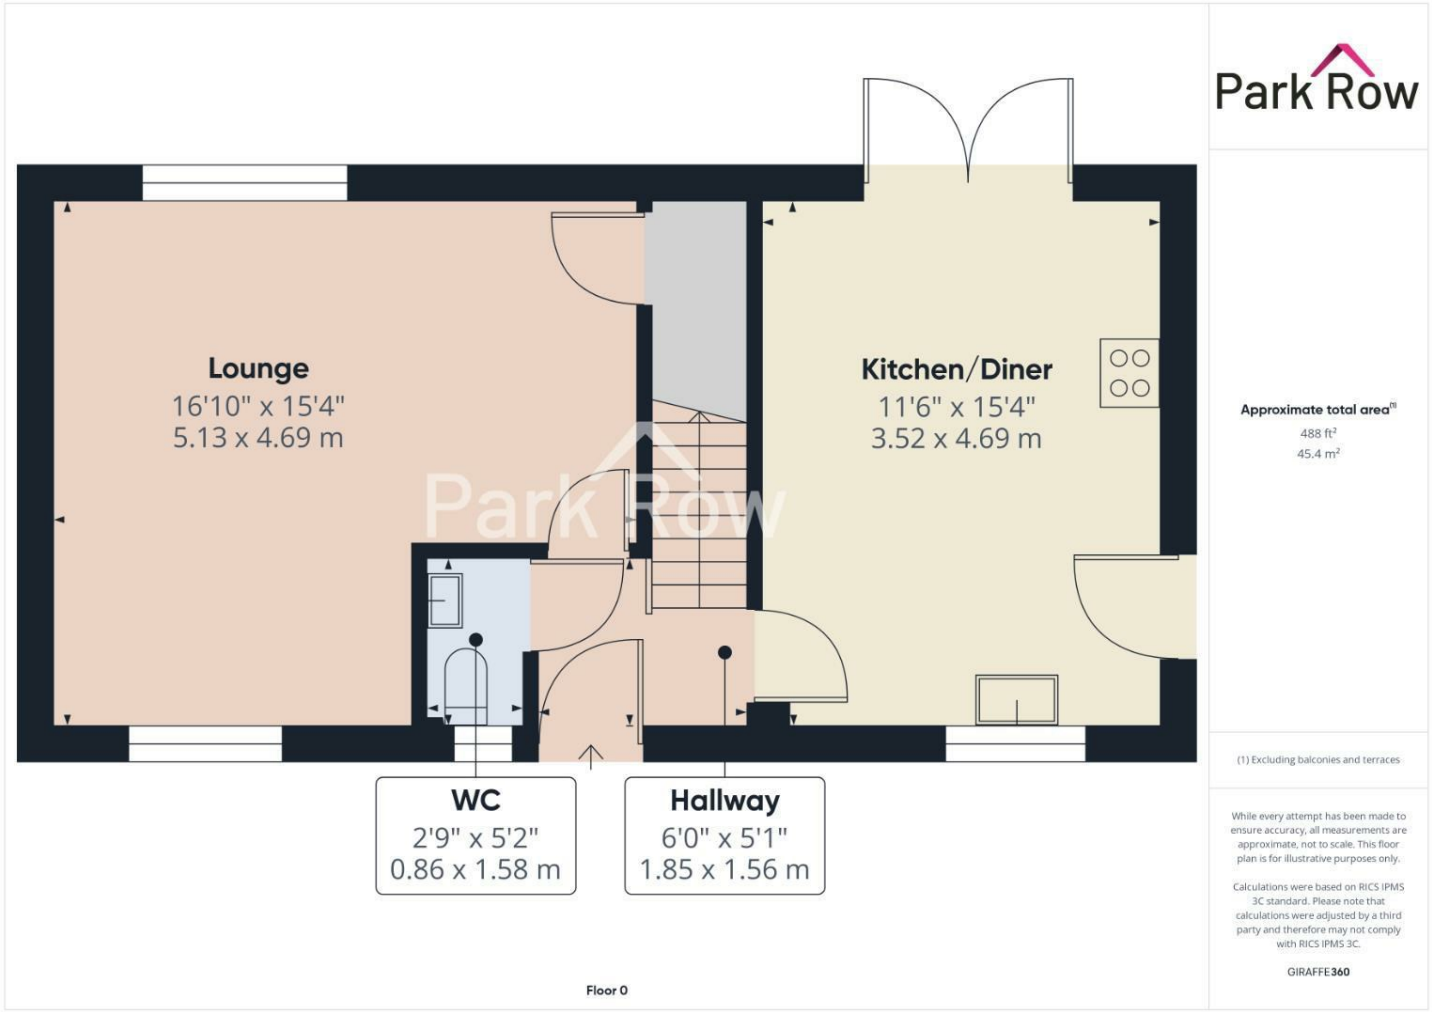 Park Row
Lounge
16'10" x 15'4"
5.13 x 4.69 m
Kitchen/Diner
11'6" x 15'4"
3.52 x 4.69 m
Park Row
WC
2'9" x 5'2"
0.86 x 1.58 m
Hallway
6'0" x 5'1"
1.85 x 1.56 m
Floor 0
Approximate total area(1)
488 ft²
45.4 m²
(1) Excluding balconies and terraces
While every attempt has been made to
ensure accuracy, all measurements are
approximate, not to scale. This floor
plan is for illustrative purposes only.
Calculations were based on RICS IPMS
3C standard. Please note that
calculations were adjusted by a third
party and therefore may not comply
with RICS IPMS 3C.
GIRAFFE360